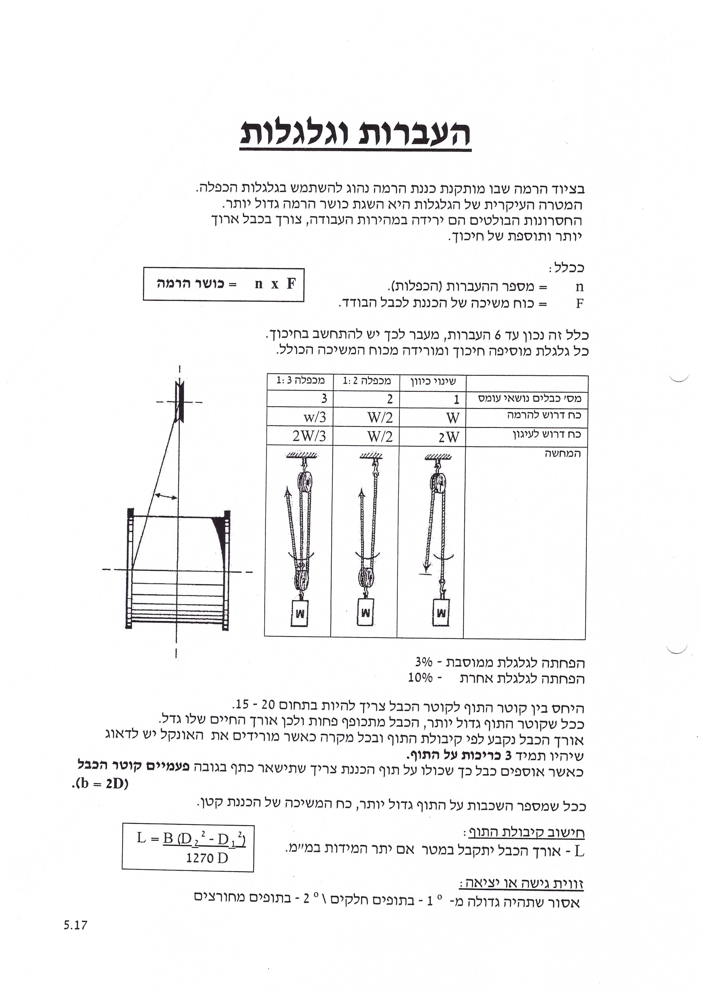 העברות וגלגלות
בציוד הרמה שבו מותקנת כננת הרמה נהוג להשתמש בגלגלות הכפלה.
המטרה העיקרית של הגלגלות היא השגת כושר הרמה גדול יותר.
החסרונות הבולטים הם ירידה במהירות העבודה, צורך בכבל ארוך
יותר ותוספת של חיכוך.
ככלל:
n = מספר ההעברות (הכפלות).
F = כוח משיכה של הכננת לכבל הבודד.
כושר הרמה = n x F
כלל זה נכון עד 6 העברות, מעבר לכך יש להתחשב בחיכוך.
כל גלגלת מוסיפה חיכוך ומורידה מכוח המשיכה הכולל.
שינוי כיוון מכפלה 2 :1 מכפלה 3 :1
מס' כבלים נושאי עומס 1 2 3
כח דרוש להרמה W W/2 w/3
כח דרוש לעיגון 2W W/2 2W/3
המחשה
W W W
הפחתה לגלגלת ממוסבת - 3%
הפחתה לגלגלת אחרת - 10%
היחס בין קוטר התוף לקוטר הכבל צריך להיות בתחום 20 - 15.
ככל שקוטר התוף גדול יותר, הכבל מתכופף פחות ולכן אורך החיים שלו גדל.
אורך הכבל נקבע לפי קיבולת התוף ובכל מקרה כאשר מורידים את האונקל יש לדאוג
שיהיו תמיד 3 כריכות על התוף.
כאשר אוספים כבל כך שכולו על תוף הכננת צריך שתישאר כתף בגובה פעמיים קוטר הכבל
(b = 2D).
ככל שמספר השכבות על התוף גדול יותר, כח המשיכה של הכננת קטן.
חישוב קיבולת התוף:
L - אורך הכבל יתקבל במטר אם יתר המידות במ"מ.
L = B (D₂² - D₁²)
1270 D
זווית גישה או יציאה:
אסור שתהיה גדולה מ- 1° - בתופים חלקים \ 2° - בתופים מחורצים
5.17